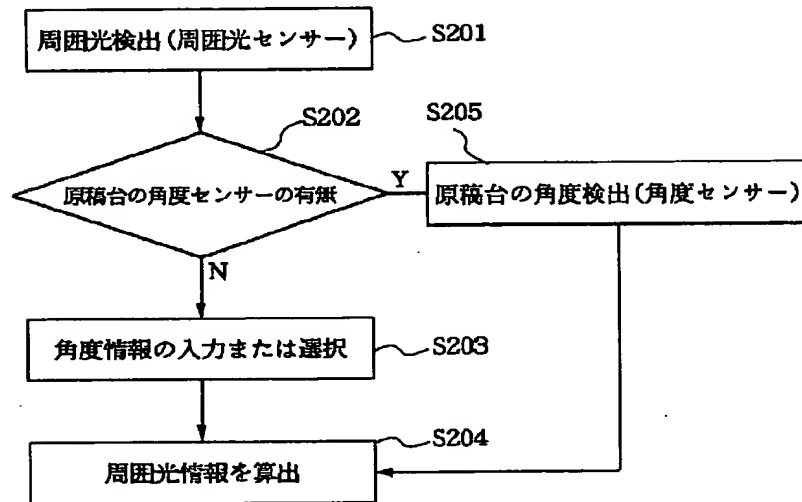 周囲光検出(周囲光センサー)
S201
S202
S205
原稿台の角度センサーの有無
Y
原稿台の角度検出(角度センサー)
N
角度情報の入力または選択
S203
S204
周囲光情報を算出